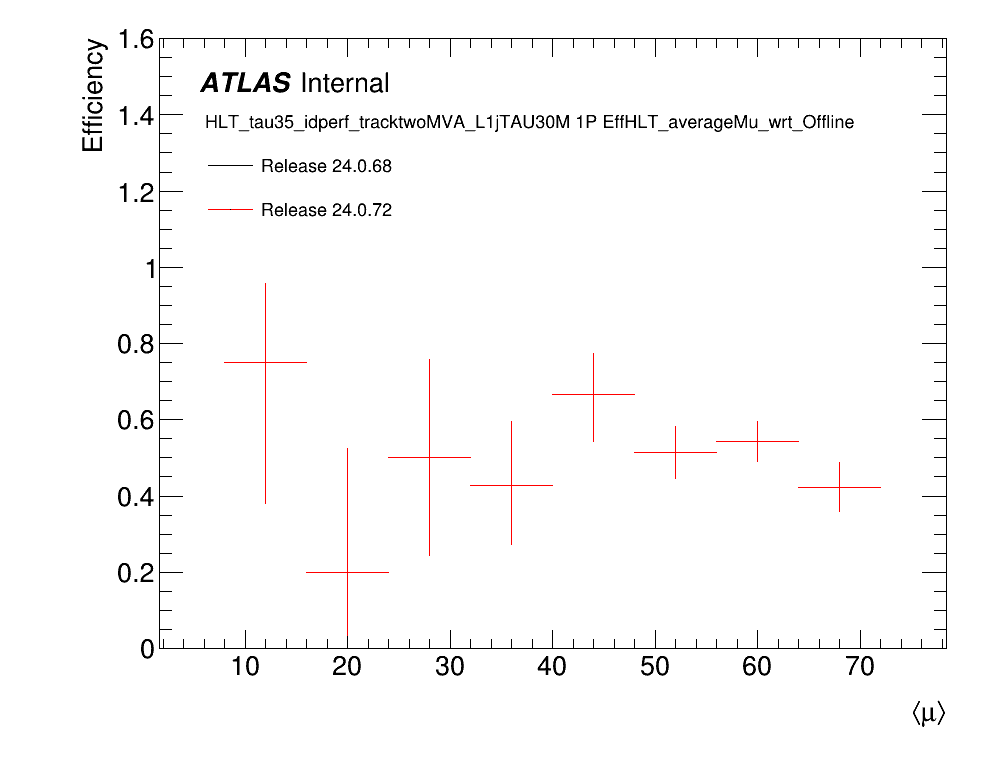 Efficiency
1.6
1.4
1.2
1
0.8
0.6
0.4
0.2
0
ATLAS Internal
HLT_tau35_idperf_tracktwoMVA_L1jTAU30M 1P EffHLT_averageMu_wrt_Offline
Release 24.0.68
Release 24.0.72
10 20 30 40 50 60 70
⟨μ⟩